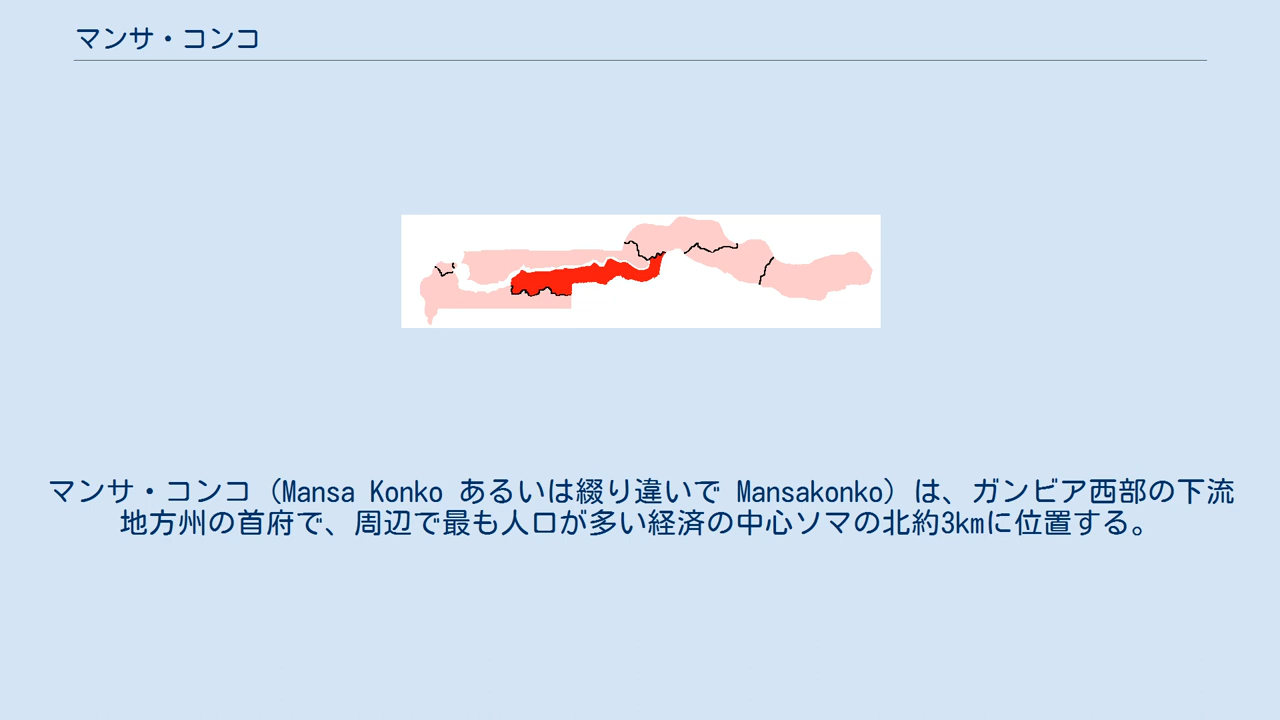 マンサ・コンコ
マンサ・コンコ (Mansa Konko あるいは綴り違いで Mansakonko) は、ガンビア西部の下流
地方州の首府で、周辺で最も人口が多い経済の中心ソマの北約3kmに位置する。